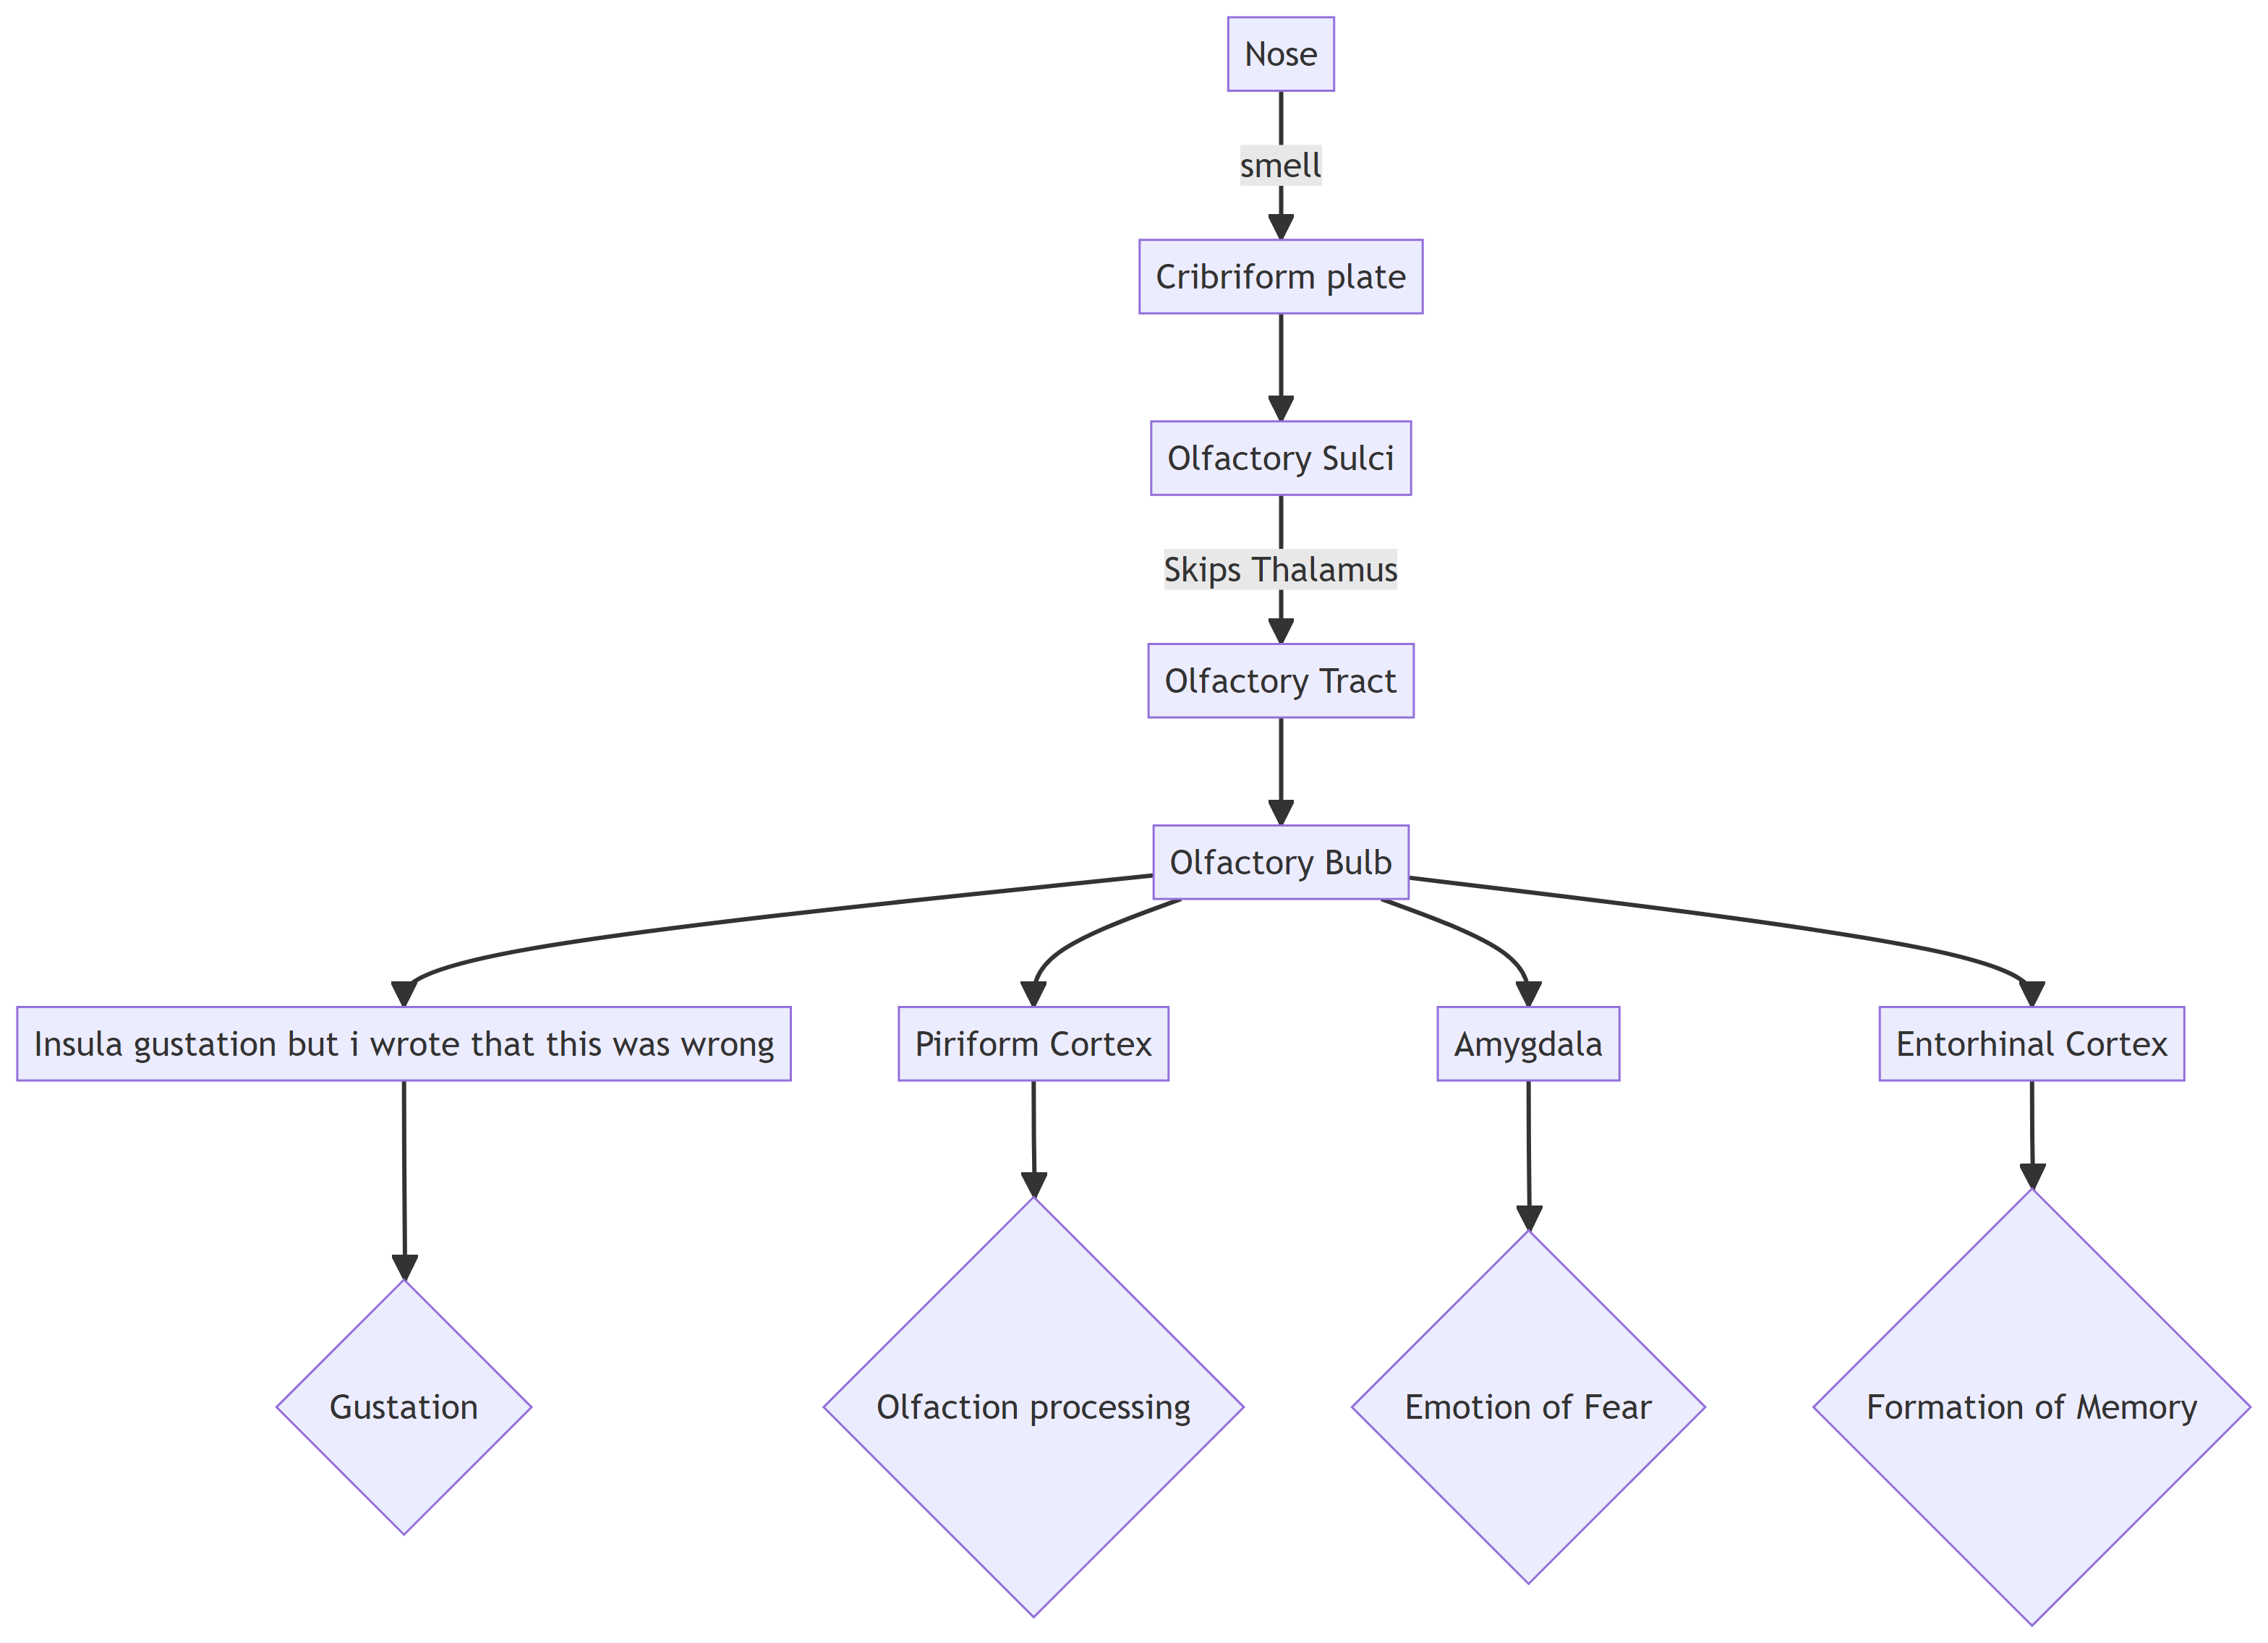 Nose
smell
Cribriform plate
Olfactory Sulci
Skips Thalamus
Olfactory Tract
Olfactory Bulb
Insula gustation but i wrote that this was wrong
Piriform Cortex
Amygdala
Entorhinal Cortex
Gustation
Olfaction processing
Emotion of Fear
Formation of Memory